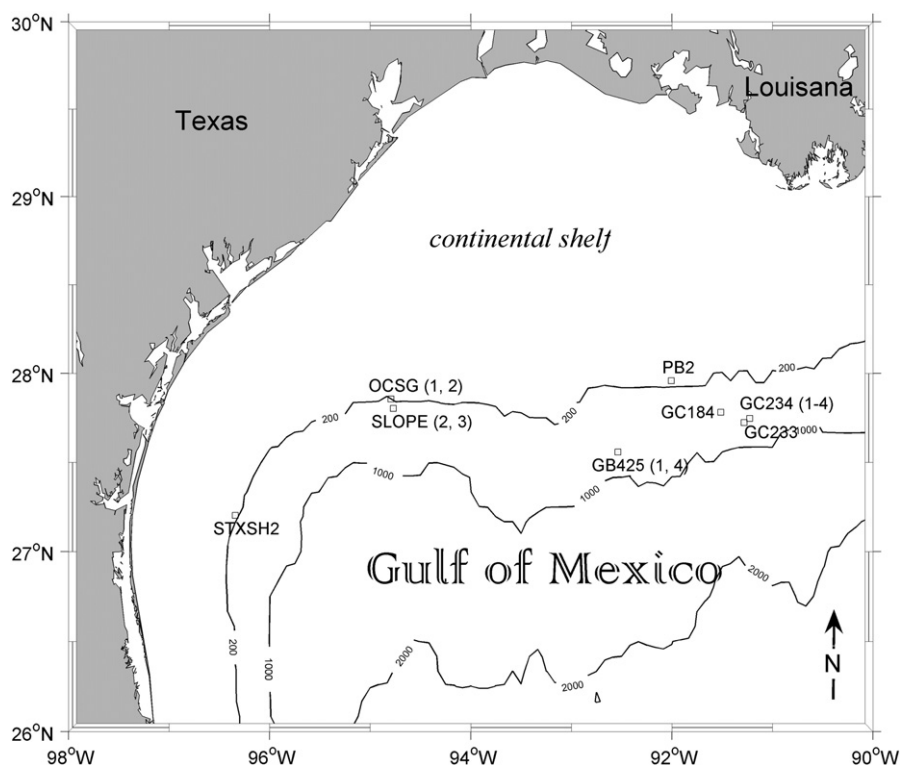 30°N
Louisana
Texas
29°N
continental shelf
28°N
200
PB2
OCSG (1, 2)
200
200
GC184
GC234 (1-4)
SLOPE (2, 3)
GC233
1000
GB425 (1, 4)
1000
1000
STXSH2
27°N
Gulf of Mexico
2000
200
1000
2000
2000
N
26°N
98°W
96°W
94°W
92°W
90°W